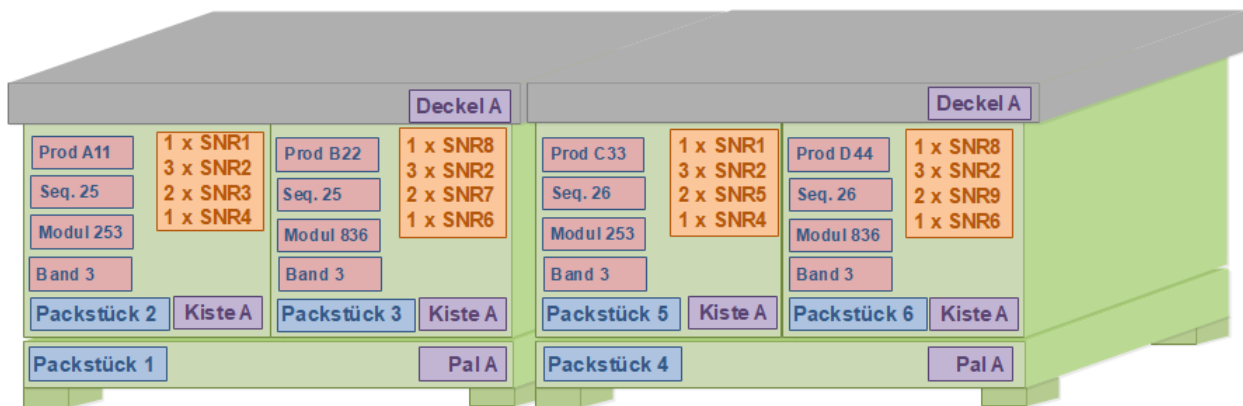 Deckel A
Prod A11
Seq. 25
Modul 253
Band 3
1 x SNR1
3 x SNR2
2 x SNR3
1 x SNR4
Packstück 2
Kiste A
Prod B22
Seq. 25
Modul 836
Band 3
1 x SNR8
3 x SNR2
2 x SNR7
1 x SNR6
Packstück 3
Kiste A
Packstück 1
Pal A
Deckel A
Prod C33
Seq. 26
Modul 253
Band 3
1 x SNR1
3 x SNR2
2 x SNR5
1 x SNR4
Packstück 5
Kiste A
Prod D44
Seq. 26
Modul 836
Band 3
1 x SNR8
3 x SNR2
2 x SNR9
1 x SNR6
Packstück 6
Kiste A
Packstück 4
Pal A